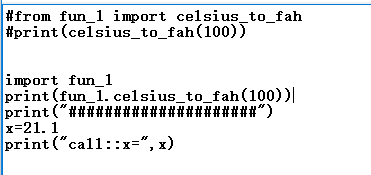 #from fun_1 import celsius_to_fah
#print(celsius_to_fah(100))
import fun_1
print(fun_1.celsius_to_fah(100))
print("#####################")
x=21.1
print("call::x=",x)